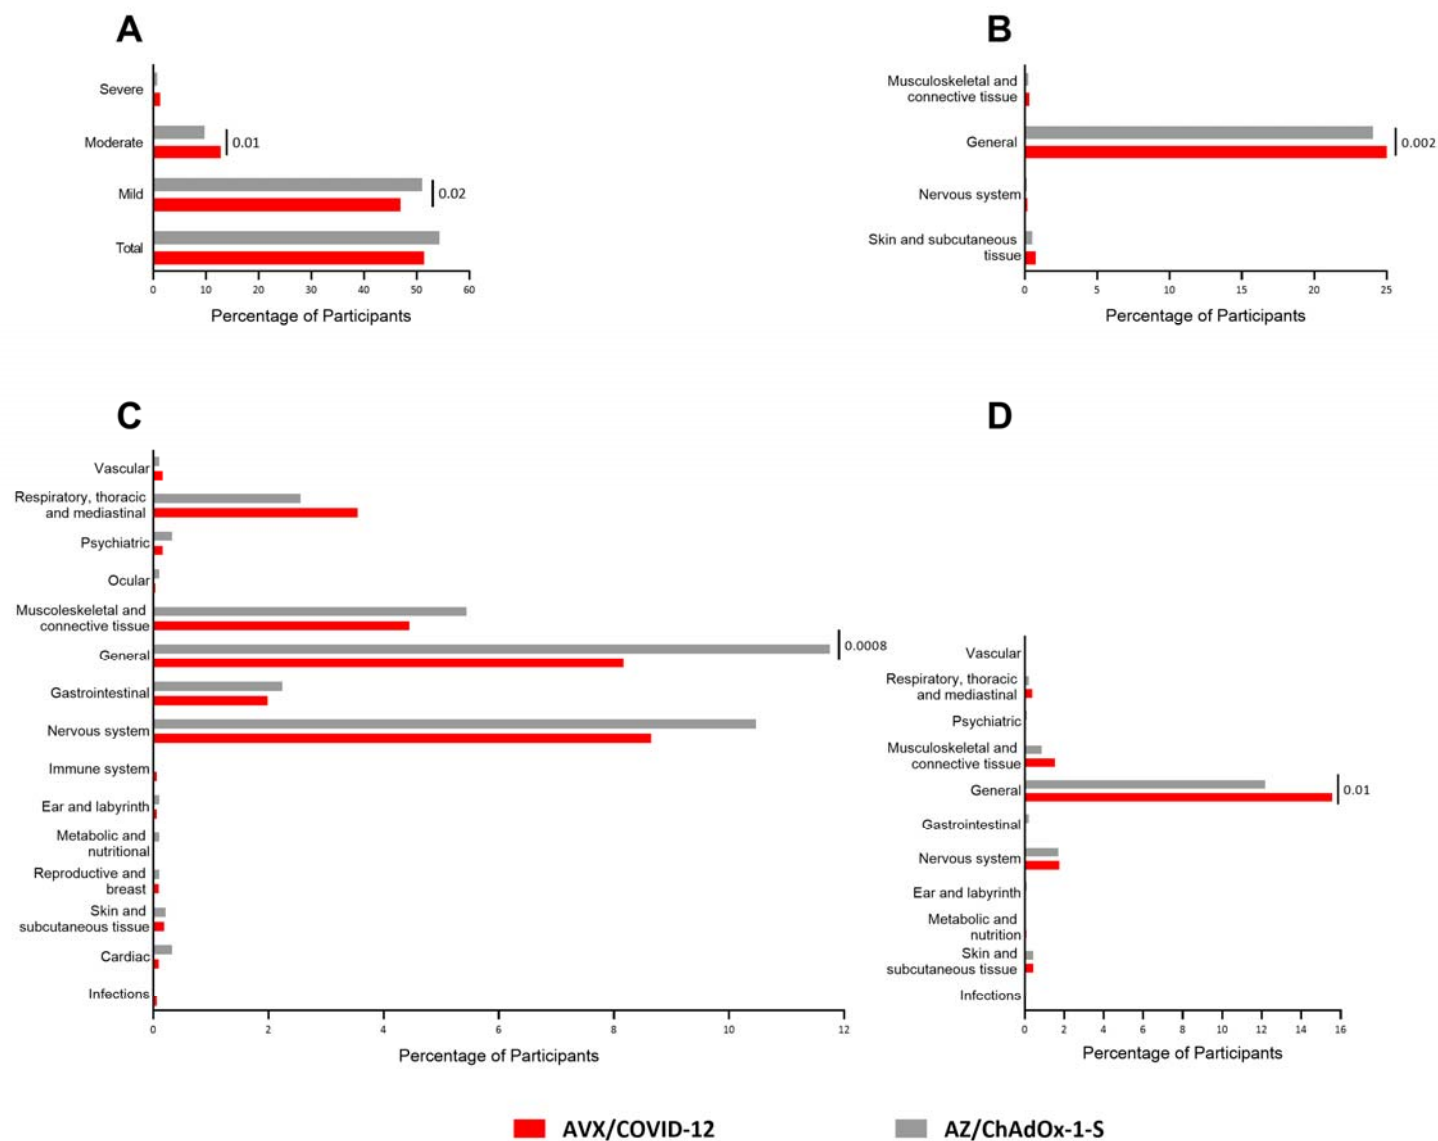 A
Severe
Moderate
0.01
Mild
0.02
Total
0 10 20 30 40 50 60
Percentage of Participants
B
Musculoskeletal and
connective tissue
General
0.002
Nervous system
Skin and subcutaneous
tissue
0 5 10 15 20 25
Percentage of Participants
C
Vascular
Respiratory, thoracic
and mediastinal
Psychiatric
Ocular
Muscoleskeletal and
connective tissue
General
0.0008
Gastrointestinal
Nervous system
Immune system
Ear and labyrinth
Metabolic and
nutritional
Reproductive and
breast
Skin and
subcutaneous tissue
Cardiac
Infections
0 2 4 6 8 10 12
Percentage of Participants
D
Vascular
Respiratory, thoracic
and mediastinal
Psychiatric
Musculoskeletal and
connective tissue
General
0.01
Gastrointestinal
Nervous system
Ear and labyrinth
Metabolic and
nutrition
Skin and
subcutaneous tissue
Infections
0 2 4 6 8 10 12 14 16
Percentage of Participants
AVX/COVID-12
AZ/ChAdOx-1-S